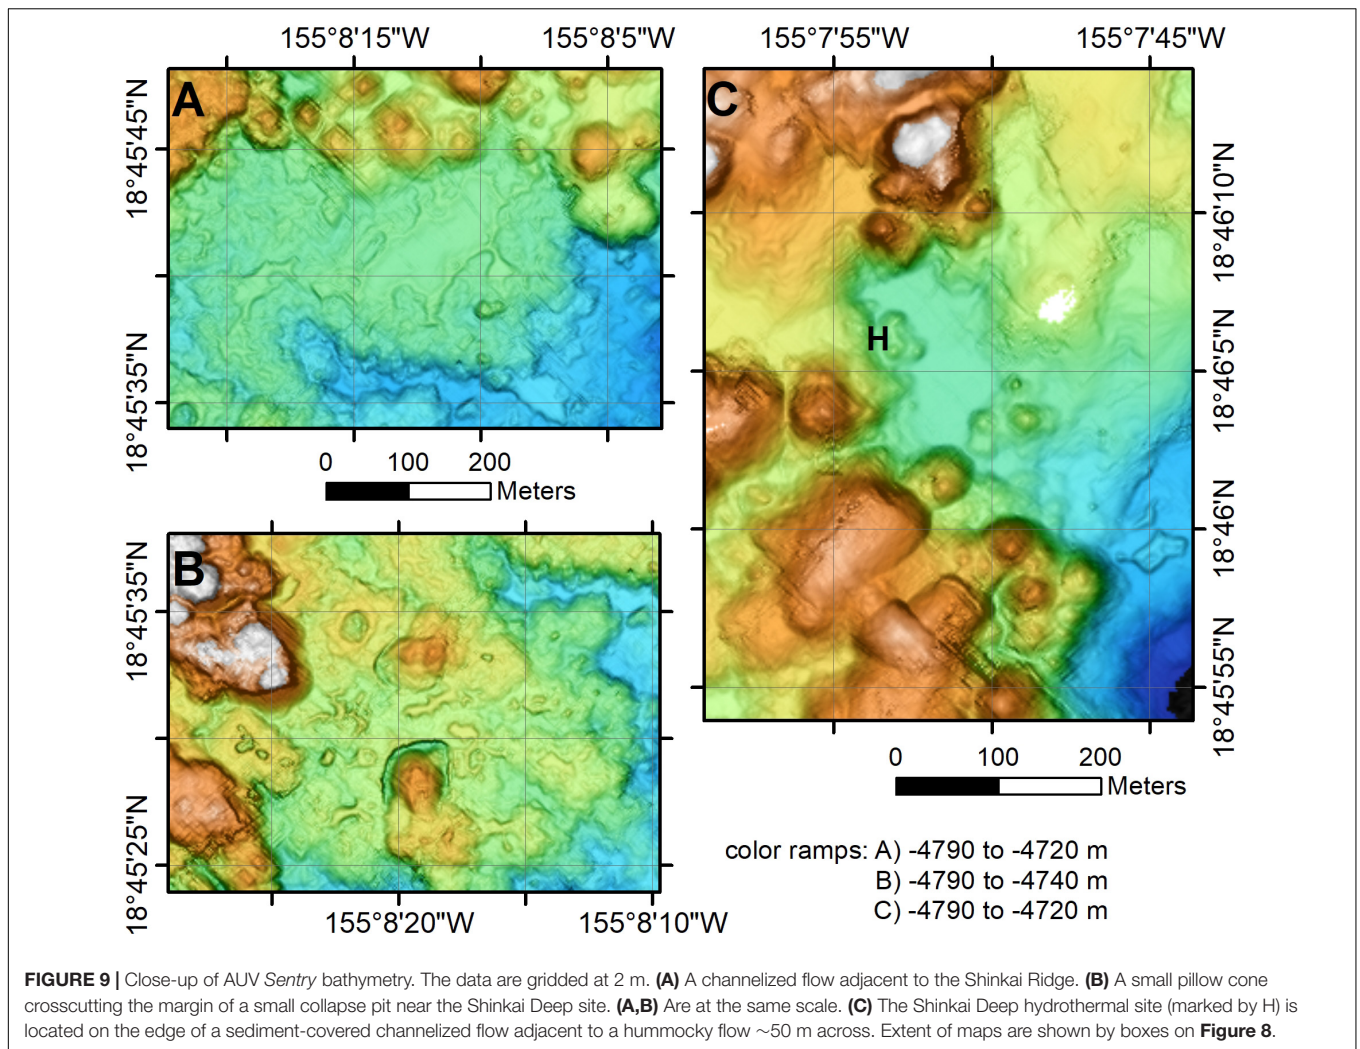 155°8'15"W 155°8'5"W
A
18°45'45"N
18°45'35"N
0 100 200
Meters
B
18°45'35"N
18°45'25"N
155°8'20"W 155°8'10"W
155°7'55"W 155°7'45"W
C
H
18°46'10"N
18°46'5"N
18°46'N
18°45'55"N
0 100 200
Meters
color ramps: A) -4790 to -4720 m
B) -4790 to -4740 m
C) -4790 to -4720 m
FIGURE 9 | Close-up of AUV Sentry bathymetry. The data are gridded at 2 m. (A) A channelized flow adjacent to the Shinkai Ridge. (B) A small pillow cone
crosscutting the margin of a small collapse pit near the Shinkai Deep site. (A,B) Are at the same scale. (C) The Shinkai Deep hydrothermal site (marked by H) is
located on the edge of a sediment-covered channelized flow adjacent to a hummocky flow ~50 m across. Extent of maps are shown by boxes on Figure 8.